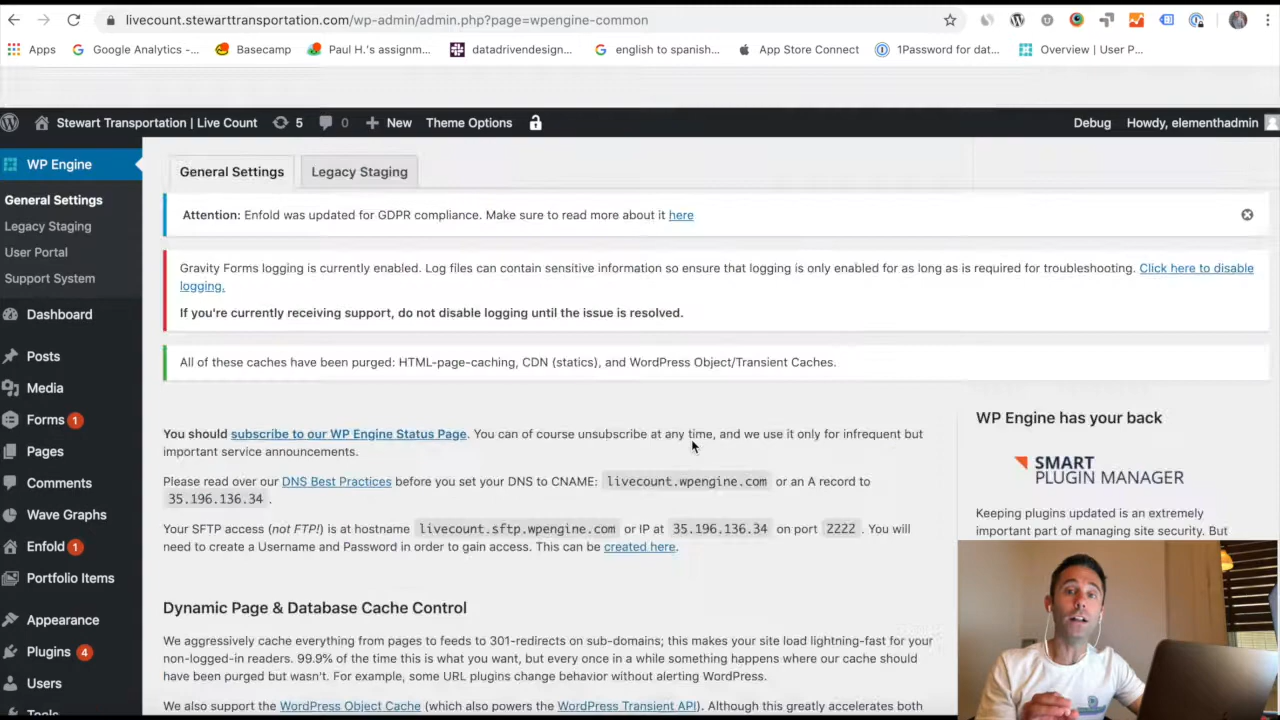 livecount.stewarttransportation.com/wp-admin/admin.php?page=wpengine-common
Apps
Google Analytics -...
Basecamp
Paul H.'s assignm...
datadrivendesign...
english to spanish...
App Store Connect
1Password for dat...
Overview | User P...
Stewart Transportation | Live Count
5
0
New
Theme Options
Debug
Howdy, elementhadmin
WP Engine
General Settings
Legacy Staging
User Portal
Support System
Dashboard
Posts
Media
Forms 1
Pages
Comments
Wave Graphs
Enfold 1
Portfolio Items
Appearance
Plugins 4
Users
Tools
General Settings
Legacy Staging
Attention: Enfold was updated for GDPR compliance. Make sure to read more about it here
Gravity Forms logging is currently enabled. Log files can contain sensitive information so ensure that logging is only enabled for as long as is required for troubleshooting. Click here to disable
logging.
If you're currently receiving support, do not disable logging until the issue is resolved.
All of these caches have been purged: HTML-page-caching, CDN (statics), and WordPress Object/Transient Caches.
You should subscribe to our WP Engine Status Page. You can of course unsubscribe at any time, and we use it only for infrequent but
important service announcements.
Please read over our DNS Best Practices before you set your DNS to CNAME: livecount.wpengine.com or an A record to
35.196.136.34 .
Your SFTP access (not FTP!) is at hostname livecount.sftp.wpengine.com or IP at 35.196.136.34 on port 2222 . You will
need to create a Username and Password in order to gain access. This can be created here.
Dynamic Page & Database Cache Control
We aggressively cache everything from pages to feeds to 301-redirects on sub-domains; this makes your site load lightning-fast for your
non-logged-in readers. 99.9% of the time this is what you want, but every once in a while something happens where our cache should
have been purged but wasn't. For example, some URL plugins change behavior without alerting WordPress.
We also support the WordPress Object Cache (which also powers the WordPress Transient API). Although this greatly accelerates both
WP Engine has your back
SMART
PLUGIN MANAGER
Keeping plugins updated is an extremely
important part of managing site security. But